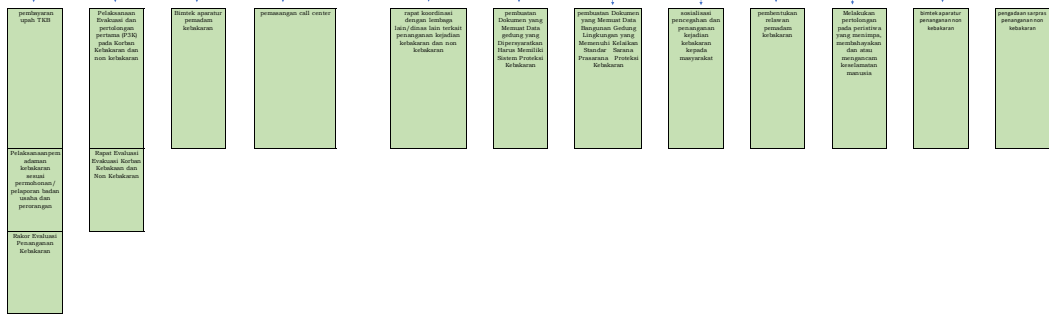 pembayaran
upah TKB
Pelaksanaanpem
adaman
kebakaran
sesuai
permohonan/
pelaporan badan
usaha dan
perorangan
Rakor Evaluasi
Penanganan
Kebakaran
Pelaksanaan
Evakuasi dan
pertolongan
pertama (P3K)
pada Korban
Kebakaran dan
non kebakaran
Rapat Evaluasi
Evakuasi Korban
Kebakaan dan
Non Kebakaran
Bimtek aparatur
pemadam
kebakaran
pemasangan call center
rapat koordinasi
dengan lembaga
lain/dinas lain terkait
penanganan kejadian
kebakaran dan non
kebakaran
pembuatan
Dokumen yang
Memuat Data
gedung yang
Dipersyaratkan
Harus Memiliki
Sistem Proteksi
Kebakaran
pembuatan Dokumen
yang Memuat Data
Bangunan Gedung
Lingkungan yang
Memenuhi Kelaikan
Standar Sarana
Prasarana Proteksi
Kebakaran
sosialisasi
pencegahan dan
penanganan
kejadian
kebakaran
kepada
masyarakat
pembentukan
relawan
pemadam
kebakaran
Melakukan
pertolongan
pada peristiwa
yang menimpa,
membahayakan
dan atau
mengancam
keselamatan
manusia
bimtek aparatur
penanganan non
kebakaran
pengadaan sarpras
penanganan non
kebakaran